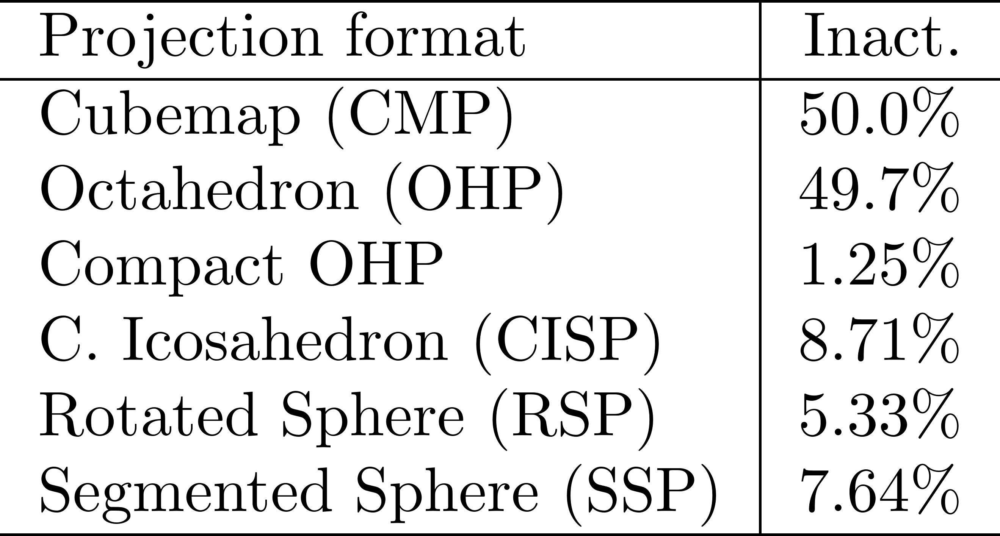 Projection format Inact.
Cubemap (CMP) 50.0%
Octahedron (OHP) 49.7%
Compact OHP 1.25%
C. Icosahedron (CISP) 8.71%
Rotated Sphere (RSP) 5.33%
Segmented Sphere (SSP) 7.64%